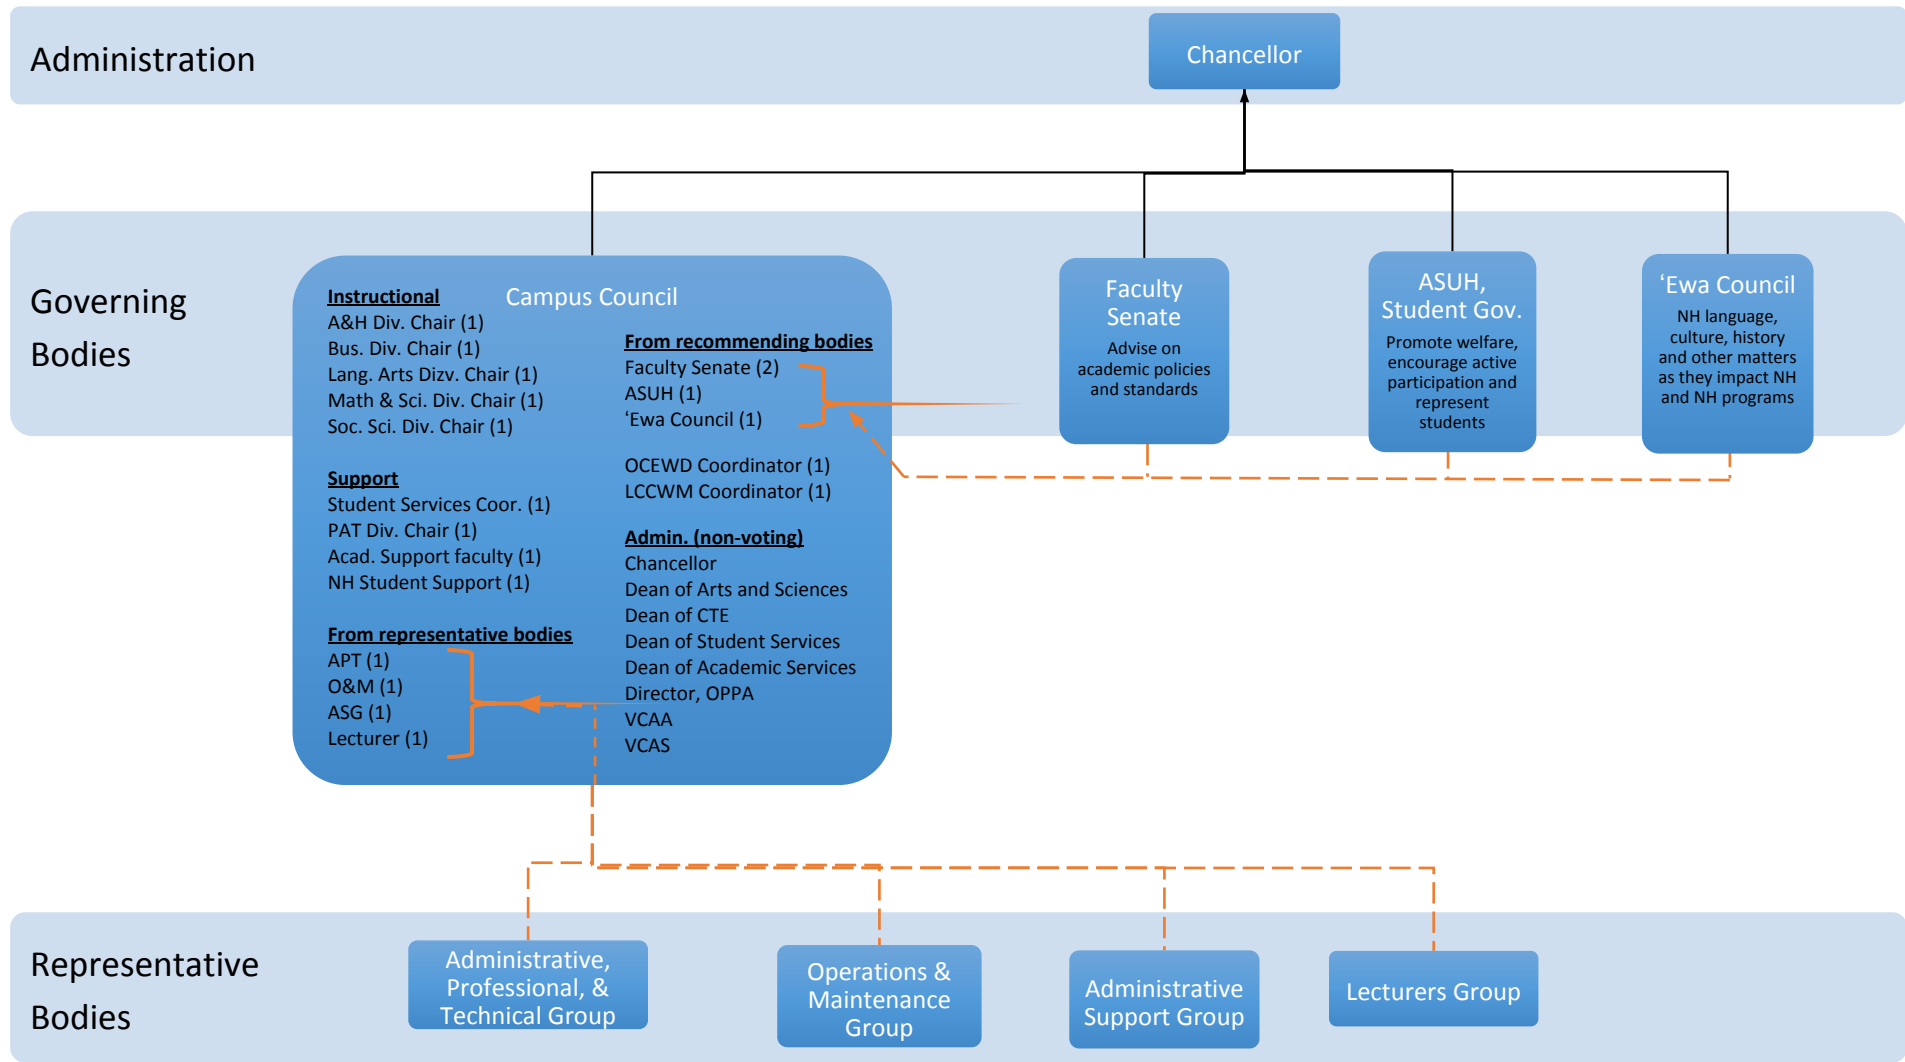 Administration
Chancellor
Governing
Bodies
Campus Council
Instructional
A&H Div. Chair (1)
Bus. Div. Chair (1)
Lang. Arts Dizv. Chair (1)
Math & Sci. Div. Chair (1)
Soc. Sci. Div. Chair (1)
Support
Student Services Coor. (1)
PAT Div. Chair (1)
Acad. Support faculty (1)
NH Student Support (1)
From representative bodies
APT (1)
O&M (1)
ASG (1)
Lecturer (1)
From recommending bodies
Faculty Senate (2)
ASUH (1)
‘Ewa Council (1)
OCEWD Coordinator (1)
LCCWM Coordinator (1)
Admin. (non-voting)
Chancellor
Dean of Arts and Sciences
Dean of CTE
Dean of Student Services
Dean of Academic Services
Director, OPPA
VCAA
VCAS
Faculty
Senate
Advise on
academic policies
and standards
ASUH,
Student Gov.
Promote welfare,
encourage active
participation and
represent
students
‘Ewa Council
NH language,
culture, history
and other matters
as they impact NH
and NH programs
Representative
Bodies
Administrative,
Professional, &
Technical Group
Operations &
Maintenance
Group
Administrative
Support Group
Lecturers Group